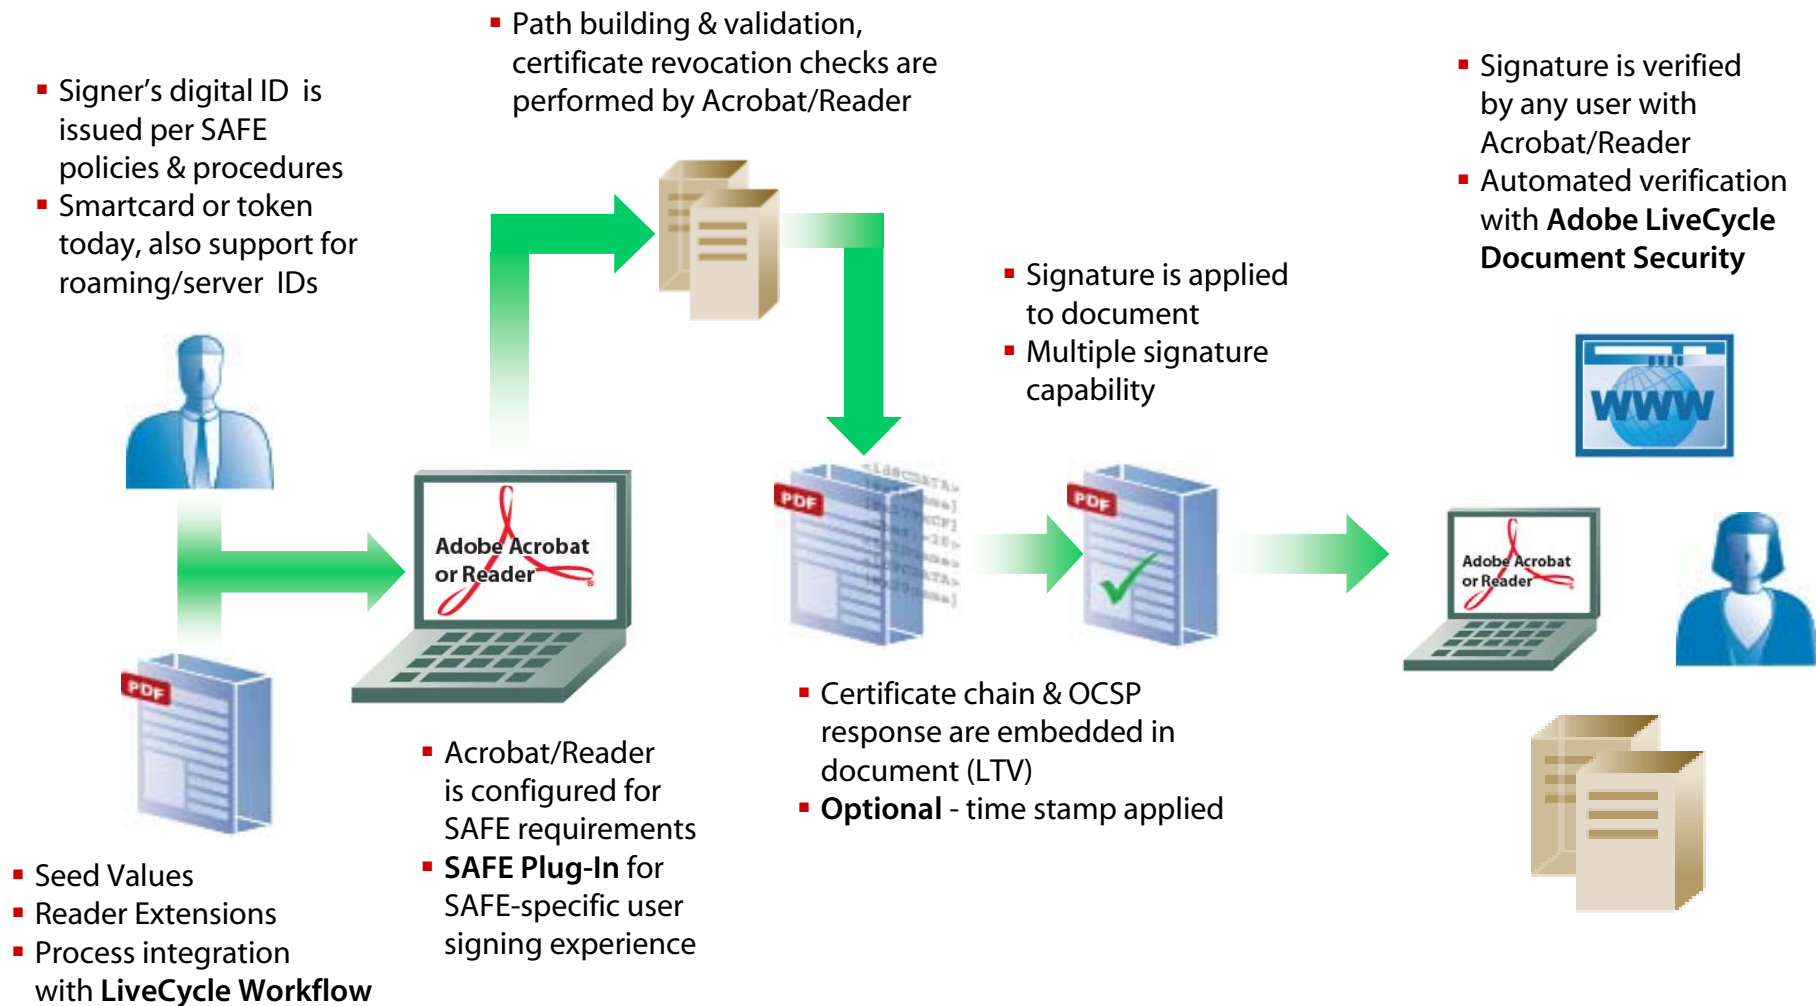 ▪ Signer's digital ID is
issued per SAFE
policies & procedures
▪ Smartcard or token
today, also support for
roaming/server IDs
▪ Path building & validation,
certificate revocation checks are
performed by Acrobat/Reader
▪ Signature is verified
by any user with
Acrobat/Reader
▪ Automated verification
with Adobe LiveCycle
Document Security
▪ Signature is applied
to document
▪ Multiple signature
capability
WWW
Adobe Acrobat
or Reader
PDF
PDF
Adobe Acrobat
or Reader
PDF
▪ Seed Values
▪ Reader Extensions
▪ Process integration
with LiveCycle Workflow
▪ Acrobat/Reader
is configured for
SAFE requirements
▪ SAFE Plug-In for
SAFE-specific user
signing experience
▪ Certificate chain & OCSP
response are embedded in
document (LTV)
▪ Optional - time stamp applied